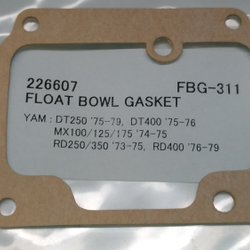 226607 FBG-311
FLOAT BOWL GASKET
YAM : DT250 '75-79, DT400 '75-76
MX100/125/175 '74-75
RD250/350 '73-75, RD400 '76-79